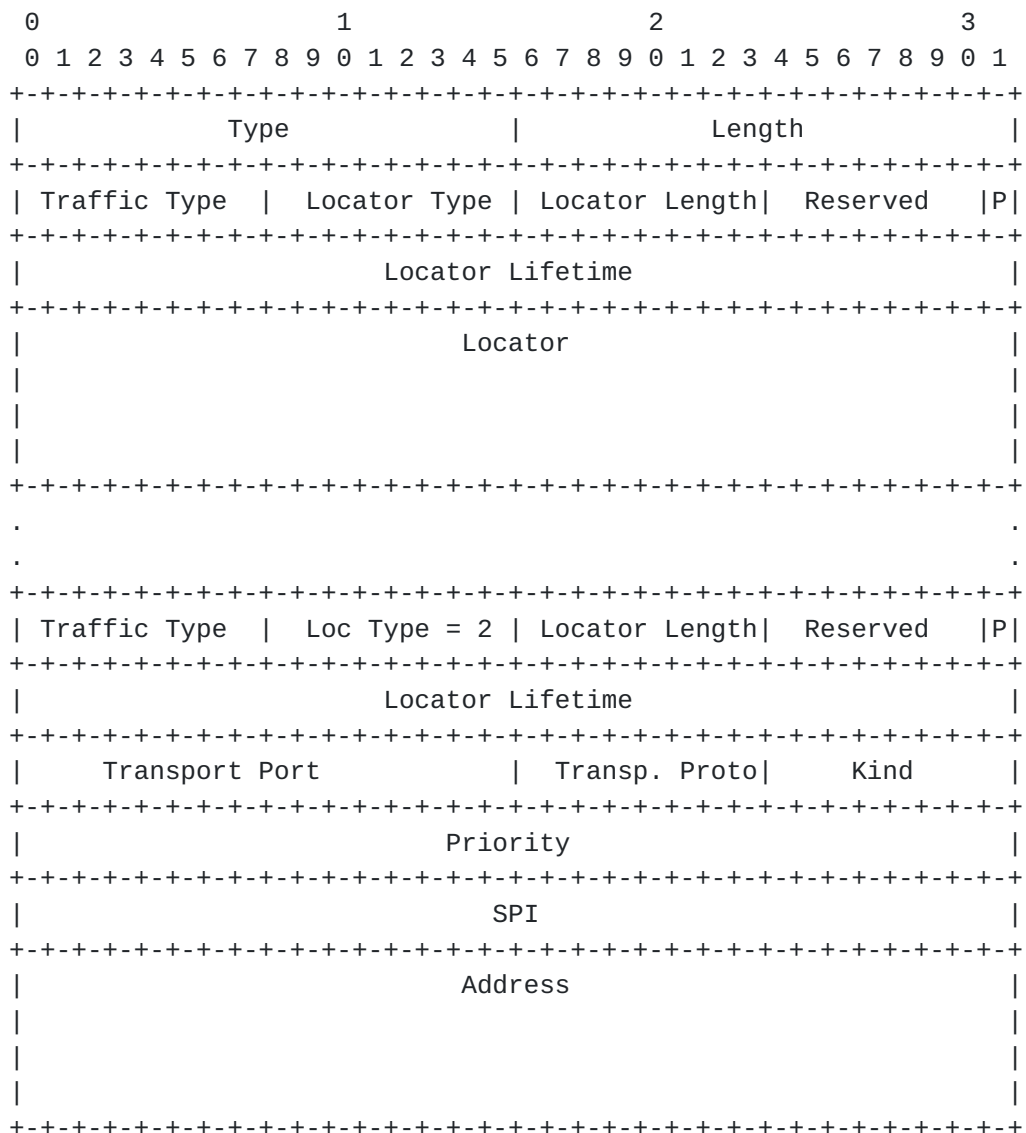 0                   1                   2                   3
 0 1 2 3 4 5 6 7 8 9 0 1 2 3 4 5 6 7 8 9 0 1 2 3 4 5 6 7 8 9 0 1
+-+-+-+-+-+-+-+-+-+-+-+-+-+-+-+-+-+-+-+-+-+-+-+-+-+-+-+-+-+-+-+-+
|             Type              |            Length             |
+-+-+-+-+-+-+-+-+-+-+-+-+-+-+-+-+-+-+-+-+-+-+-+-+-+-+-+-+-+-+-+-+
| Traffic Type  |  Locator Type | Locator Length|  Reserved   |P|
+-+-+-+-+-+-+-+-+-+-+-+-+-+-+-+-+-+-+-+-+-+-+-+-+-+-+-+-+-+-+-+-+
|                       Locator Lifetime                        |
+-+-+-+-+-+-+-+-+-+-+-+-+-+-+-+-+-+-+-+-+-+-+-+-+-+-+-+-+-+-+-+-+
|                            Locator                            |
|                                                               |
|                                                               |
|                                                               |
+-+-+-+-+-+-+-+-+-+-+-+-+-+-+-+-+-+-+-+-+-+-+-+-+-+-+-+-+-+-+-+-+
.                                                               .
.                                                               .
+-+-+-+-+-+-+-+-+-+-+-+-+-+-+-+-+-+-+-+-+-+-+-+-+-+-+-+-+-+-+-+-+
| Traffic Type  |  Loc Type = 2 | Locator Length|  Reserved   |P|
+-+-+-+-+-+-+-+-+-+-+-+-+-+-+-+-+-+-+-+-+-+-+-+-+-+-+-+-+-+-+-+-+
|                       Locator Lifetime                        |
+-+-+-+-+-+-+-+-+-+-+-+-+-+-+-+-+-+-+-+-+-+-+-+-+-+-+-+-+-+-+-+-+
|     Transport Port            |  Transp. Proto|     Kind      |
+-+-+-+-+-+-+-+-+-+-+-+-+-+-+-+-+-+-+-+-+-+-+-+-+-+-+-+-+-+-+-+-+
|                           Priority                            |
+-+-+-+-+-+-+-+-+-+-+-+-+-+-+-+-+-+-+-+-+-+-+-+-+-+-+-+-+-+-+-+-+
|                              SPI                              |
+-+-+-+-+-+-+-+-+-+-+-+-+-+-+-+-+-+-+-+-+-+-+-+-+-+-+-+-+-+-+-+-+
|                            Address                            |
|                                                               |
|                                                               |
|                                                               |
+-+-+-+-+-+-+-+-+-+-+-+-+-+-+-+-+-+-+-+-+-+-+-+-+-+-+-+-+-+-+-+-+